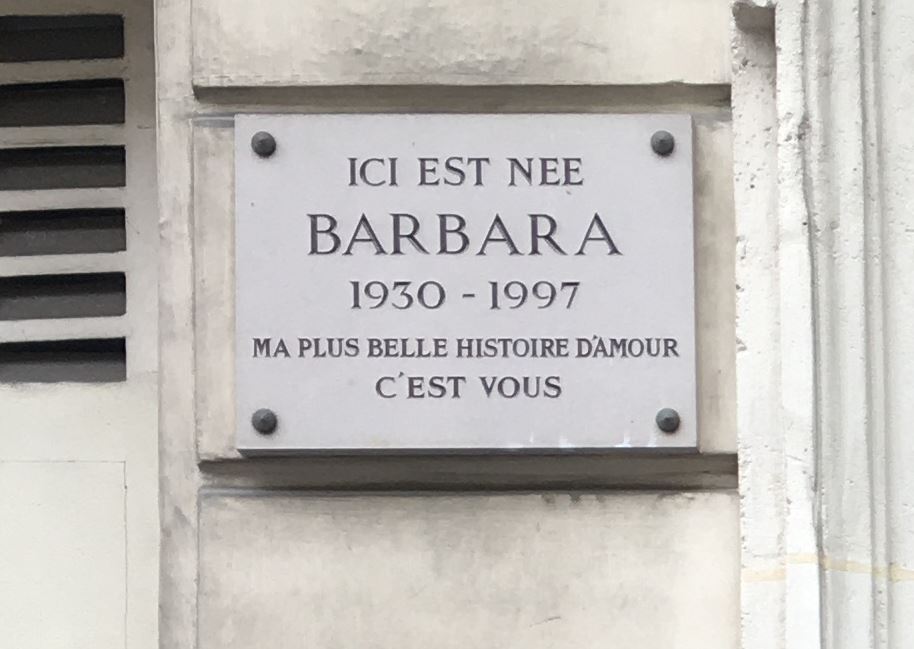 ICI EST NEE
BARBARA
1930 - 1997
MA PLUS BELLE HISTOIRE D'AMOUR
C'EST VOUS